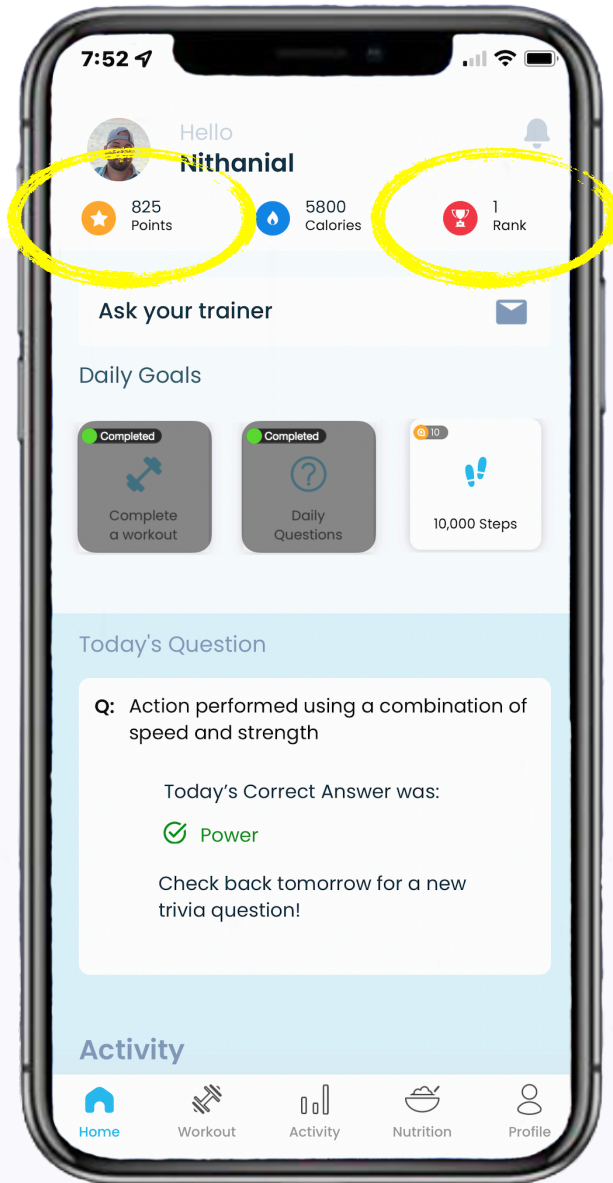 7:52
Hello
Nithanial
825
Points
5800
Calories
1
Rank
Ask your trainer
Daily Goals
Completed
Complete
a workout
Completed
Daily
Questions
10
10,000 Steps
Today's Question
Q: Action performed using a combination of
speed and strength
Today's Correct Answer was:
Power
Check back tomorrow for a new
trivia question!
Activity
Home
Workout
Activity
Nutrition
Profile